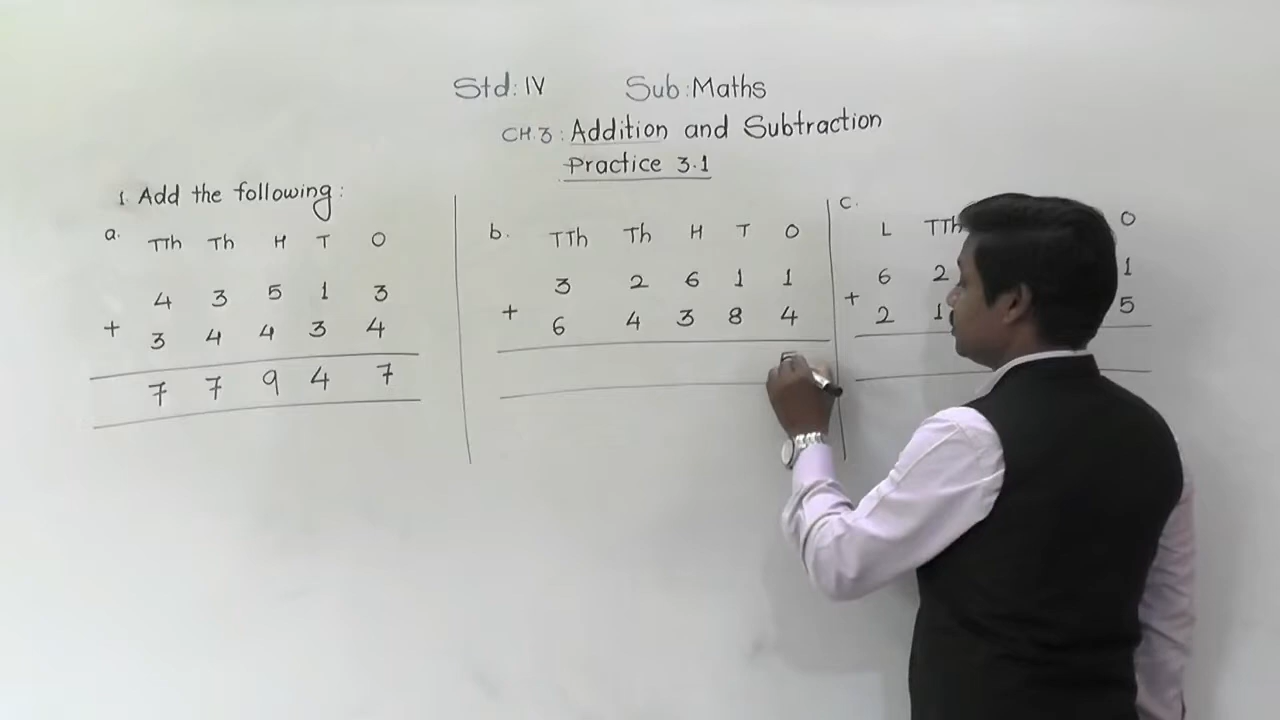 Std: IV Sub: Maths
CH.3: Addition and Subtraction
Practice 3.1
1. Add the following:
a. TTh Th H T O
4 3 5 1 3
+ 3 4 4 3 4
7 7 9 4 7
b. TTh Th H T O
3 2 6 1 1
+ 6 4 3 8 4
5
c. L TTh O
6 2 1
+ 2 1 5